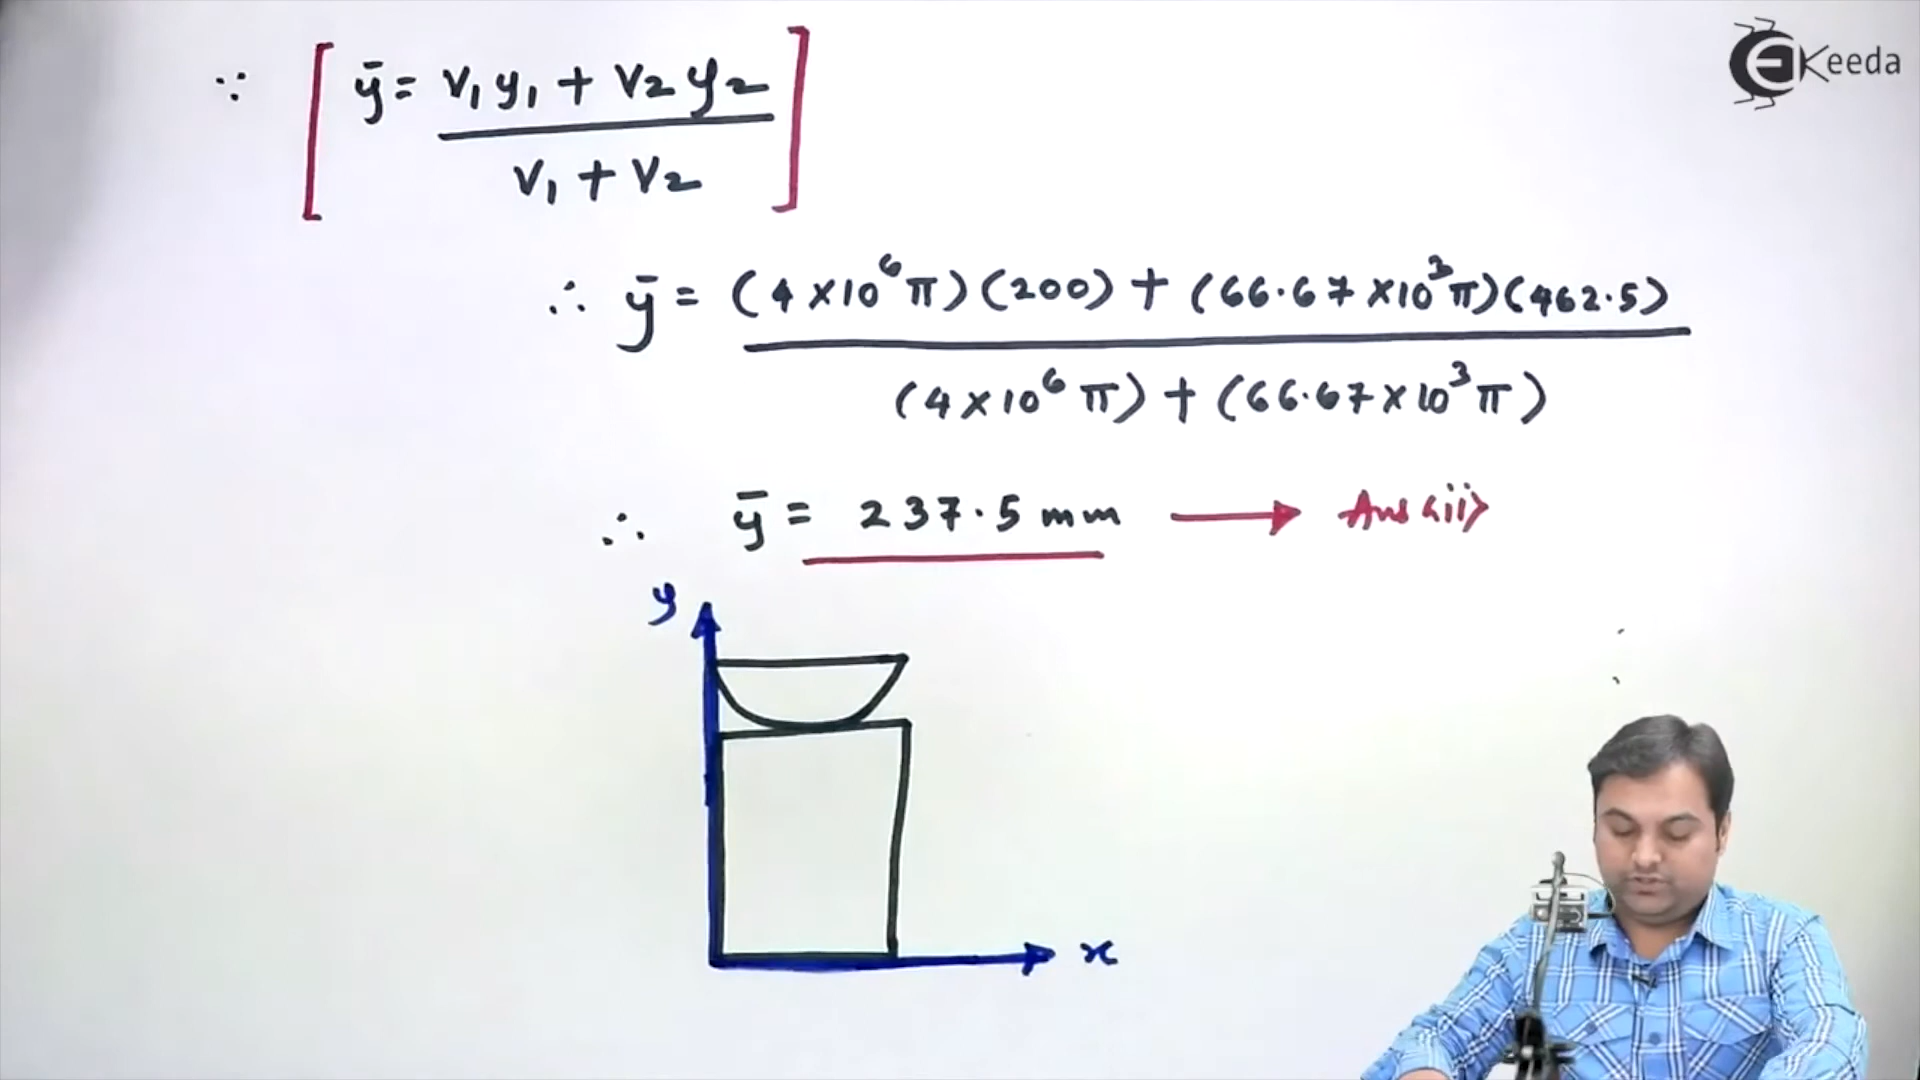 EKeeda
∵ [ ȳ = V₁y₁ + V₂y₂
V₁ + V₂ ]
∴ ȳ = (4×10⁶π)(200) + (66.67×10³π)(462.5)
(4×10⁶π) + (66.67×10³π)
∴ ȳ = 237.5 mm → Ans <ii>
y
x